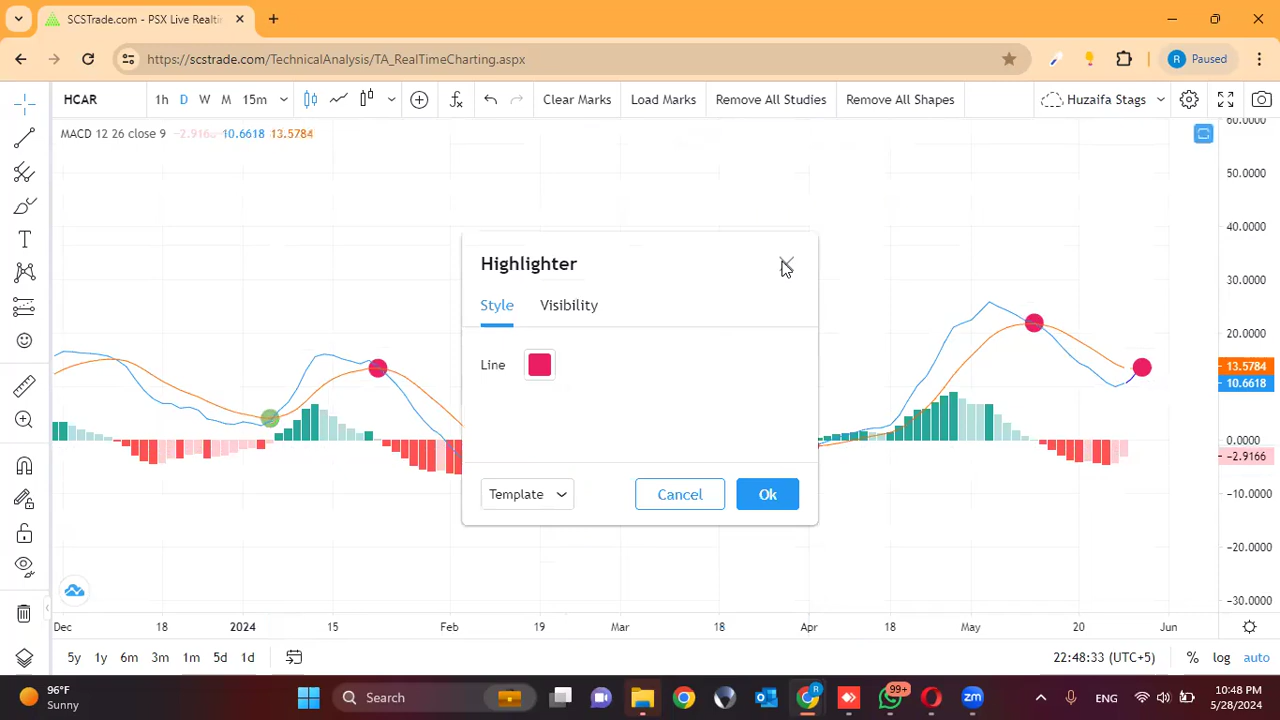 SCSTrade.com - PSX Live Realti
https://scstrade.com/TechnicalAnalysis/TA_RealTimeCharting.aspx
R Paused
HCAR 1h D W M 15m Clear Marks Load Marks Remove All Studies Remove All Shapes Huzaifa Stags
MACD 12 26 close 9 -2.9166 10.6618 13.5784
60.0000
50.0000
40.0000
30.0000
20.0000
13.5784
10.6618
0.0000
-2.9166
-10.0000
-20.0000
-30.0000
Highlighter
Style Visibility
Line
Template Cancel Ok
Dec 18 2024 15 Feb 19 Mar 18 Apr 18 May 20 Jun
5y 1y 6m 3m 1m 5d 1d 22:48:33 (UTC+5) % log auto
96°F
Sunny
Search
99+
ENG
10:48 PM
5/28/2024